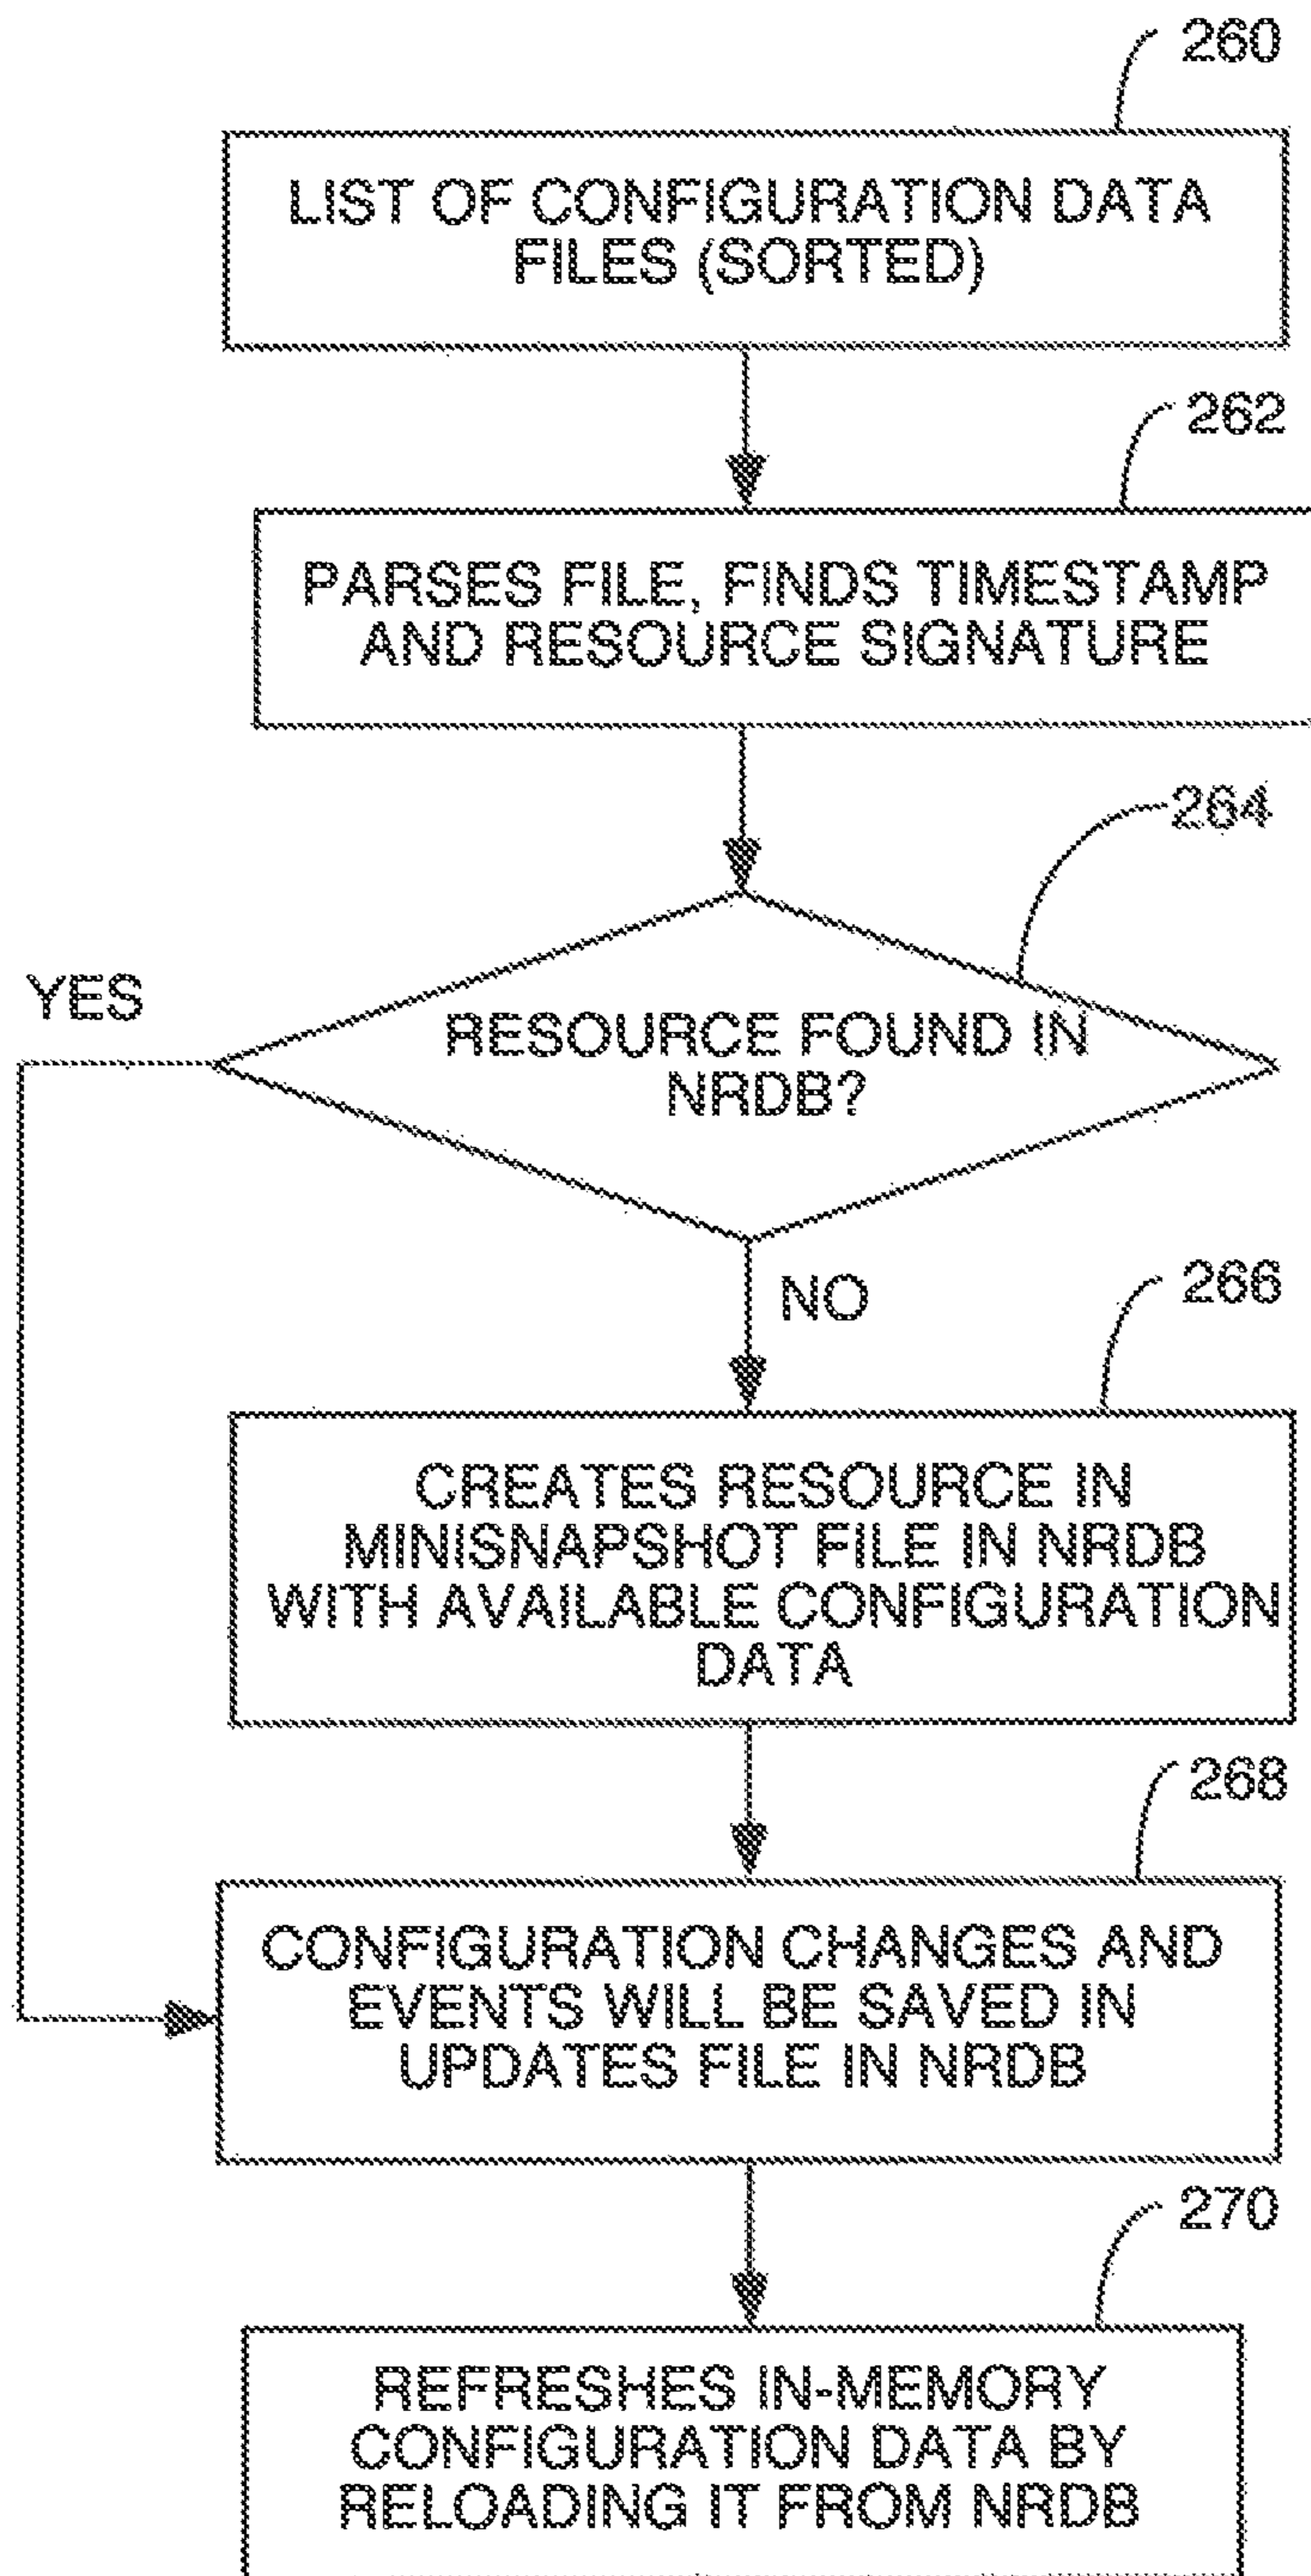 260
LIST OF CONFIGURATION DATA
FILES (SORTED)
262
PARSES FILE, FINDS TIMESTAMP
AND RESOURCE SIGNATURE
264
YES
RESOURCE FOUND IN
NRDB?
NO
266
CREATES RESOURCE IN
MINISNAPSHOT FILE IN NRDB
WITH AVAILABLE CONFIGURATION
DATA
268
CONFIGURATION CHANGES AND
EVENTS WILL BE SAVED IN
UPDATES FILE IN NRDB
270
REFRESHES IN-MEMORY
CONFIGURATION DATA BY
RELOADING IT FROM NRDB